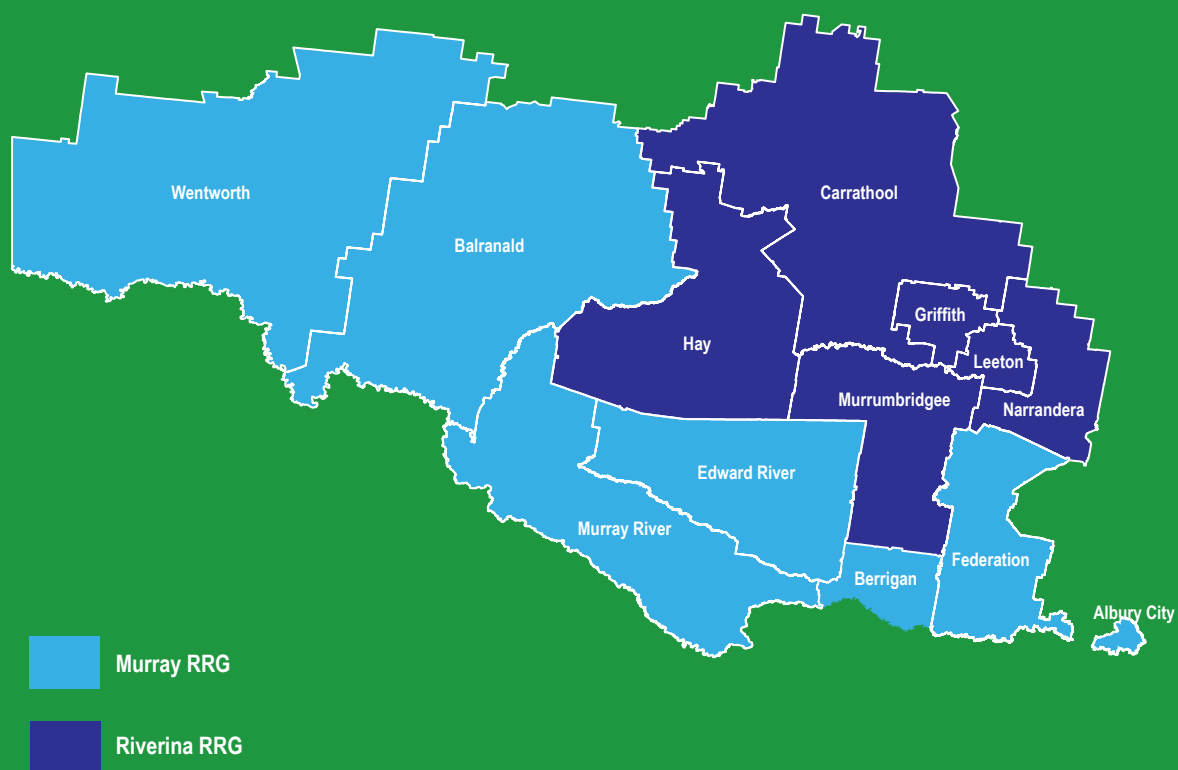 Wentworth
Carrathool
Balranald
Griffith
Hay
Leeton
Murrumbridgee
Narrandera
Edward River
Murray River
Federation
Berrigan
Albury City
Murray RRG
Riverina RRG